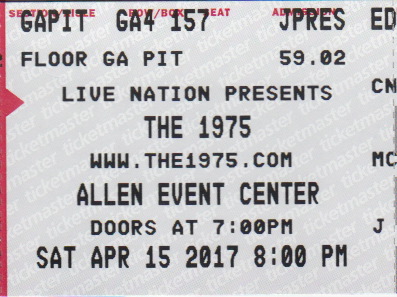 SECTION/AISLE ROW/BOX SEAT ADMISSION
GAPIT GA4 157 JPRES ED
FLOOR GA PIT 59.02
LIVE NATION PRESENTS CN
THE 1975
WWW.THE1975.COM MC
ALLEN EVENT CENTER
DOORS AT 7:00PM J
SAT APR 15 2017 8:00 PM
ticketmaster